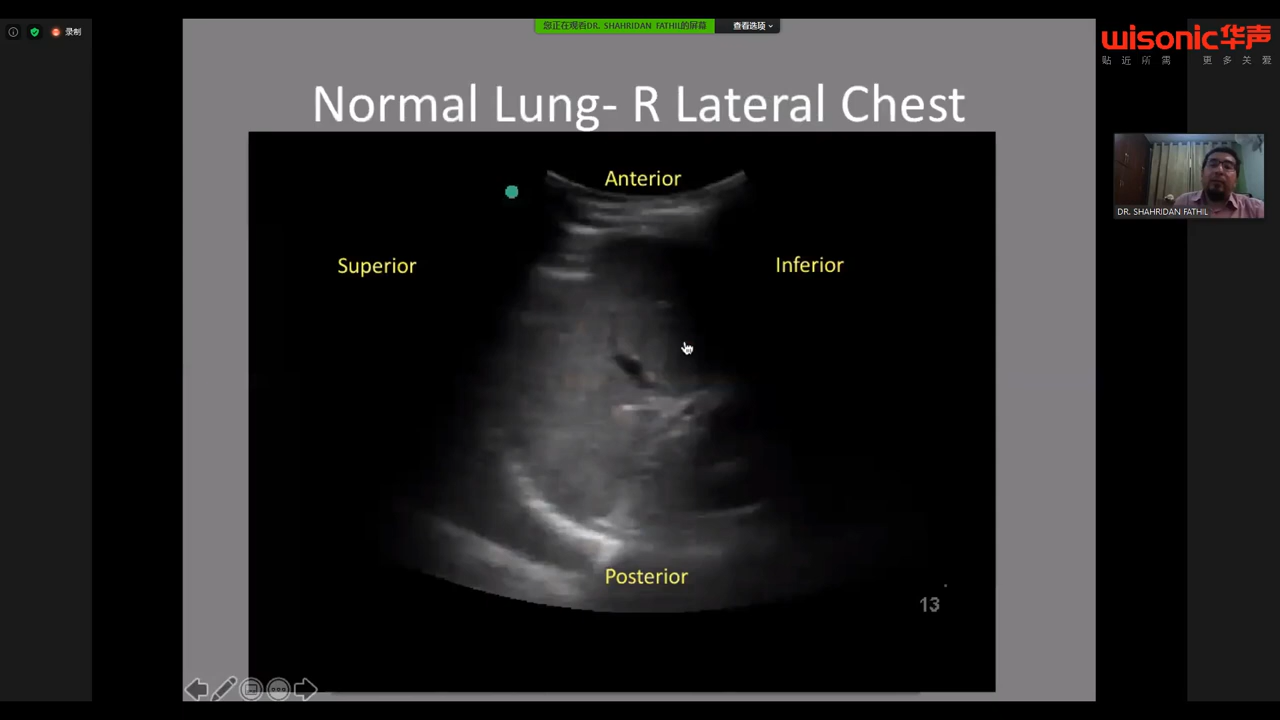 录制
您正在观看DR. SHAHRIDAN FATHIL的屏幕
查看选项
wisonic华声
贴近所需 更多关爱
Normal Lung- R Lateral Chest
Anterior
Superior
Inferior
Posterior
13
DR. SHAHRIDAN FATHIL